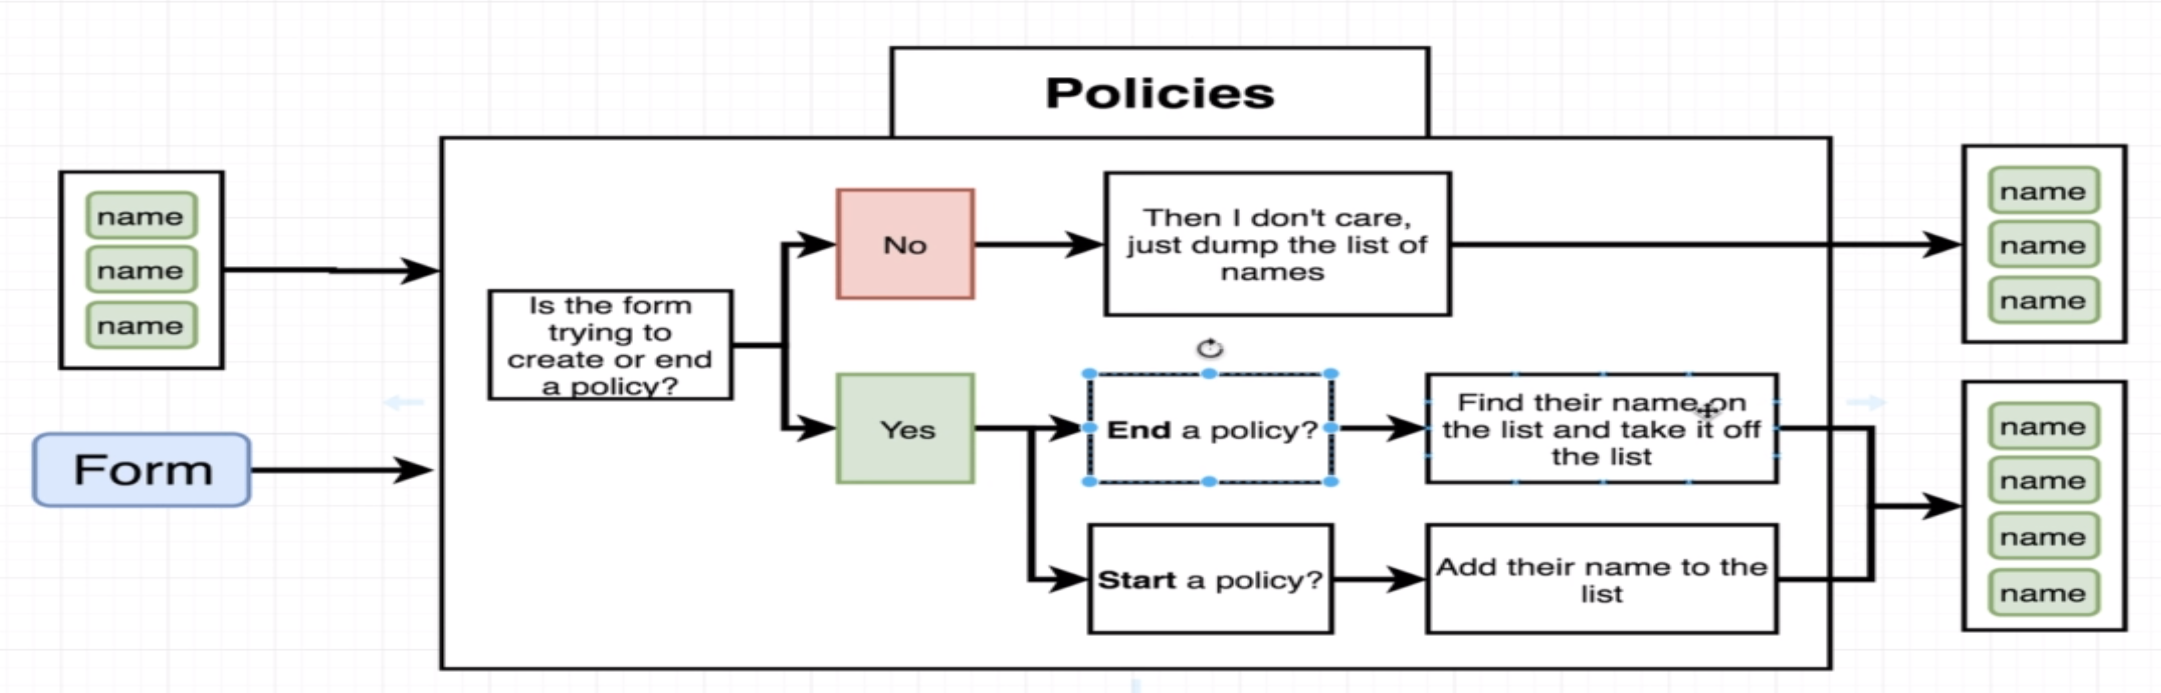 Policies
name
name
name
Form
Is the form
trying to
create or end
a policy?
No
Then I don't care,
just dump the list of
names
Yes
End a policy?
Find their name on
the list and take it off
the list
Start a policy?
Add their name to the
list
name
name
name
name
name
name
name